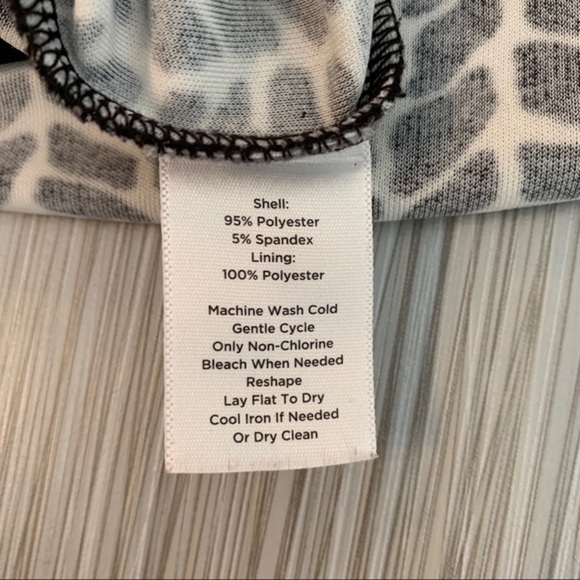 Shell:
95% Polyester
5% Spandex
Lining:
100% Polyester
Machine Wash Cold
Gentle Cycle
Only Non-Chlorine
Bleach When Needed
Reshape
Lay Flat To Dry
Cool Iron If Needed
Or Dry Clean